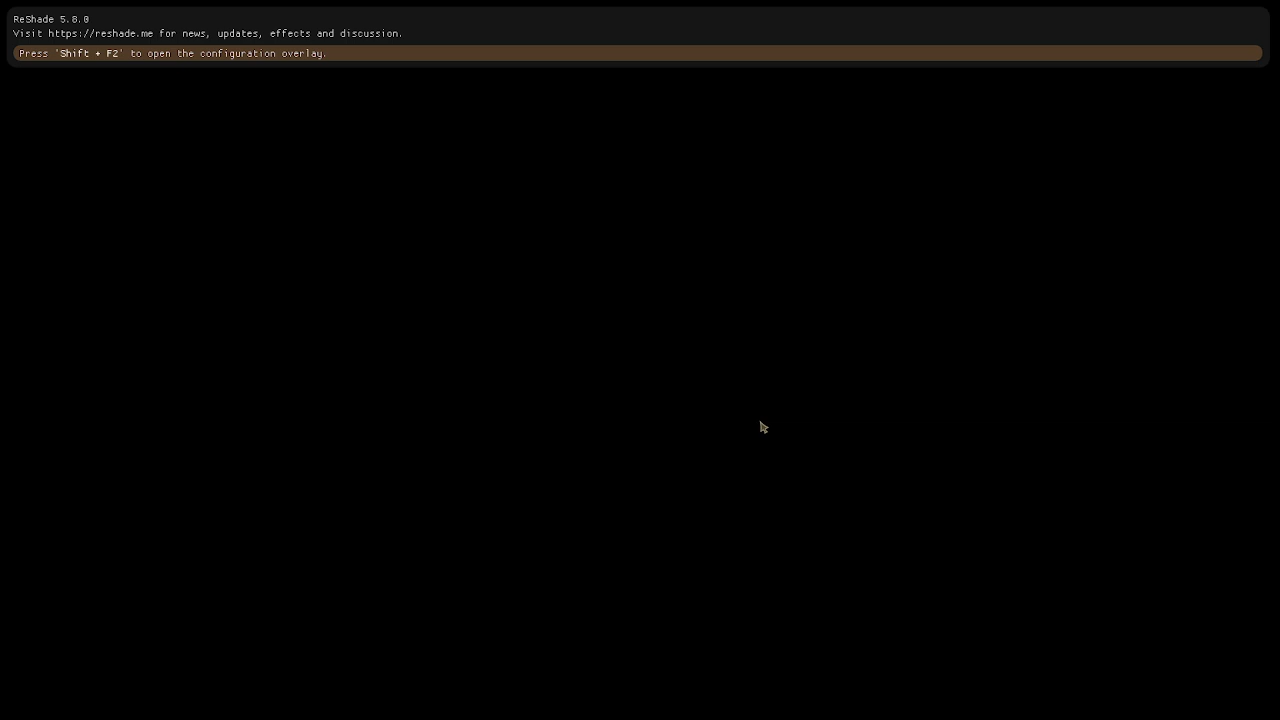 ReShade 5.8.0
Visit https://reshade.me for news, updates, effects and discussion.
Press 'Shift + F2' to open the configuration overlay.